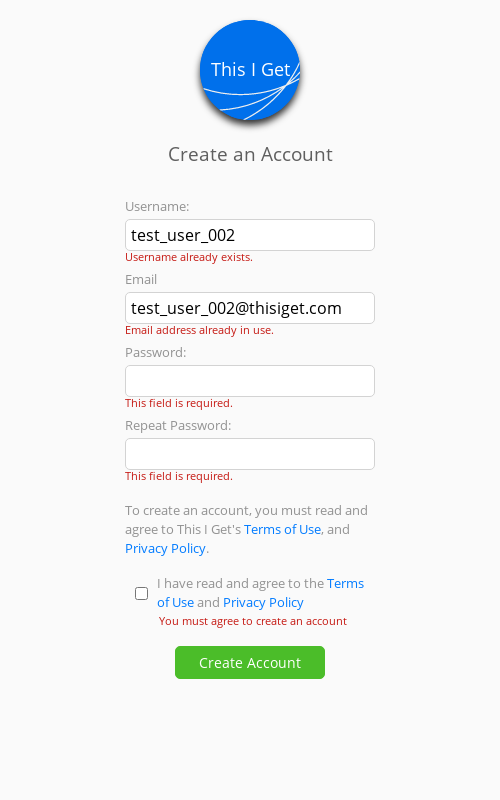 This I Get
Create an Account
Username:
test_user_002
Username already exists.
Email
test_user_002@thisiget.com
Email address already in use.
Password:
This field is required.
Repeat Password:
This field is required.
To create an account, you must read and
agree to This I Get's Terms of Use, and
Privacy Policy.
I have read and agree to the Terms
of Use and Privacy Policy
You must agree to create an account
Create Account